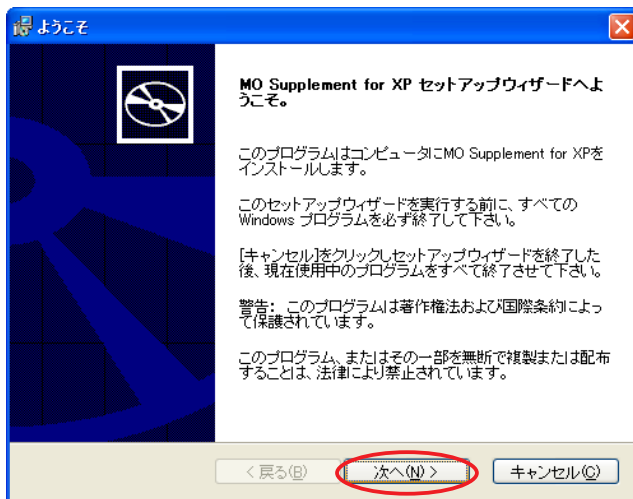 ようこそ
MO Supplement for XP セットアップウィザードへよ
うこそ。
このプログラムはコンピュータにMO Supplement for XPを
インストールします。
このセットアップウィザードを実行する前に、すべての
Windows プログラムを必ず終了して下さい。
[キャンセル]をクリックしセットアップウィザードを終了した
後、現在使用中のプログラムをすべて終了させて下さい。
警告: このプログラムは著作権法および国際条約によっ
て保護されています。
このプログラム、またはその一部を無断で複製または配布
することは、法律により禁止されています。
< 戻る(B) 次へ(N) > キャンセル(C)